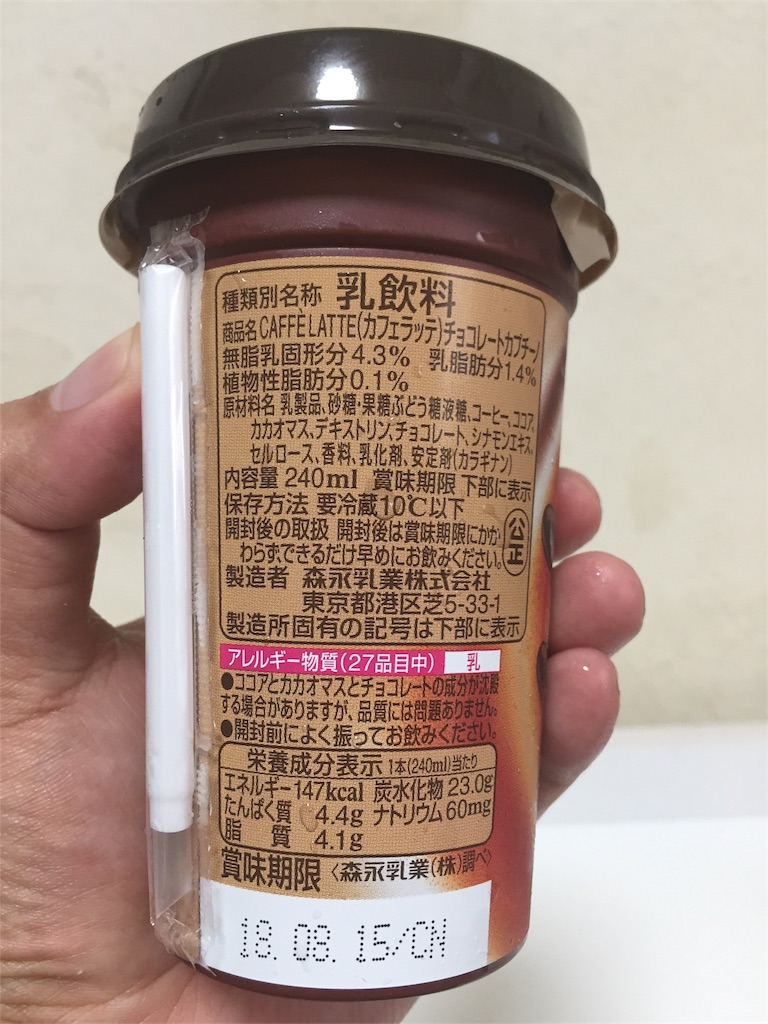 種類別名称 乳飲料
商品名 CAFFÈ LATTE(カフェラッテ)チョコレートカプチーノ
無脂乳固形分 4.3% 乳脂肪分 1.4%
植物性脂肪分 0.1%
原材料名 乳製品、砂糖・果糖ぶどう糖液糖、コーヒー、ココア、
カカオマス、デキストリン、チョコレート、シナモンエキス、
セルロース、香料、乳化剤、安定剤(カラギナン)
内容量 240ml 賞味期限 下部に表示
保存方法 要冷蔵10℃以下
開封後の取扱 開封後は賞味期限にかか
わらず、できるだけ早めにお飲みください。
公正
製造者 森永乳業株式会社
東京都港区芝5-33-1
製造所固有の記号は下部に表示
アレルギー物質(27品目中) 乳
●ココアとカカオマスとチョコレートの成分が沈殿
する場合がありますが、品質には問題ありません。
●開封前によく振ってお飲みください。
栄養成分表示 1本(240ml)当たり
エネルギー 147kcal 炭水化物 23.0g
たんぱく質 4.4g ナトリウム 60mg
脂質 4.1g
賞味期限 〈森永乳業(株)調べ〉
18.08.15/CN